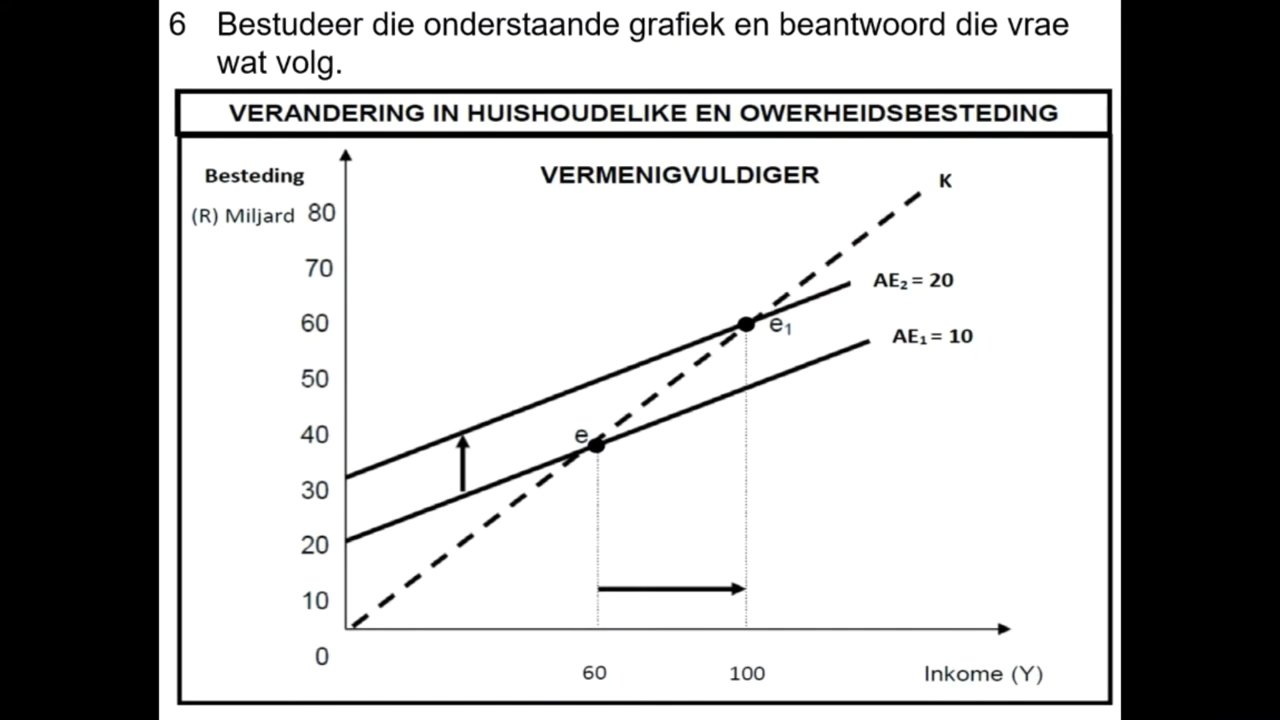 6 Bestudeer die onderstaande grafiek en beantwoord die vrae
wat volg.
VERANDERING IN HUISHOUDELIKE EN OWERHEIDSBESTEDING
Besteding
VERMENIGVULDIGER
K
(R) Miljard 80
70
AE₂ = 20
60
e₁
AE₁ = 10
50
40
e
30
20
10
0
60
100
Inkome (Y)